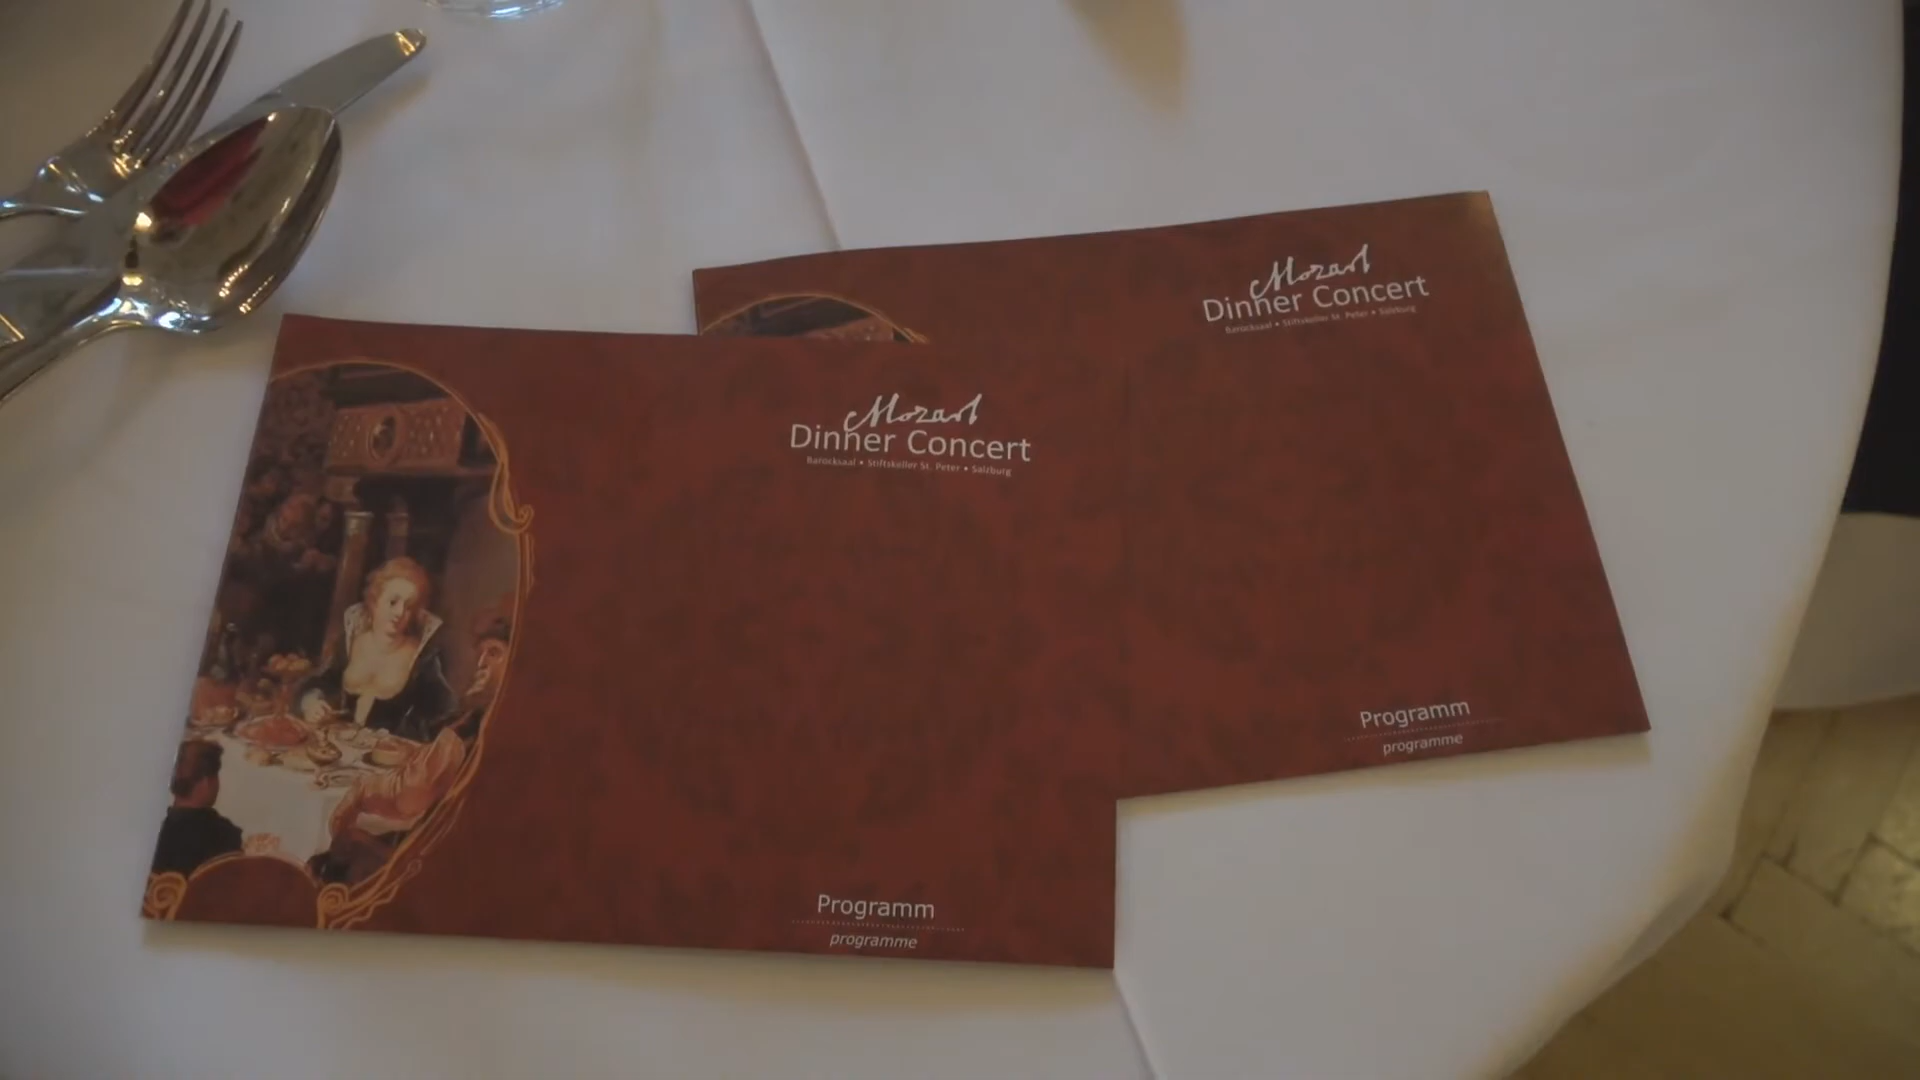 Mozart
Dinner Concert
Barocksaal • Stiftskeller St. Peter • Salzburg
Programm
programme
Mozart
Dinner Concert
Barocksaal • Stiftskeller St. Peter • Salzburg
Programm
programme